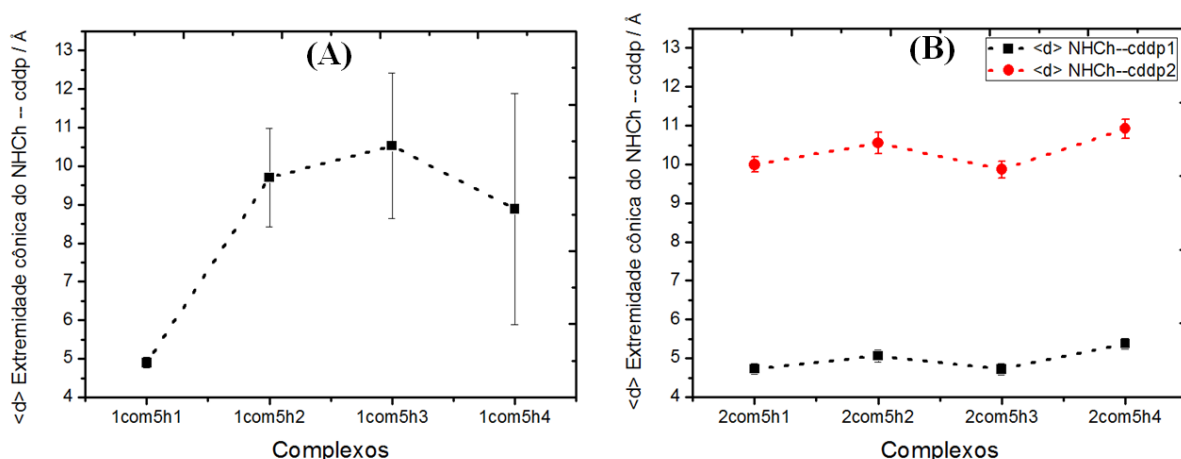 (A)
<d> Extremidade cônica do NHCh -- cddp / Å
13
12
11
10
9
8
7
6
5
4
1com5h1 1com5h2 1com5h3 1com5h4
Complexos
(B)
<d> NHCh--cddp1
<d> NHCh--cddp2
<d> Extremidade cônica do NHCh -- cddp / Å
13
12
11
10
9
8
7
6
5
4
2com5h1 2com5h2 2com5h3 2com5h4
Complexos